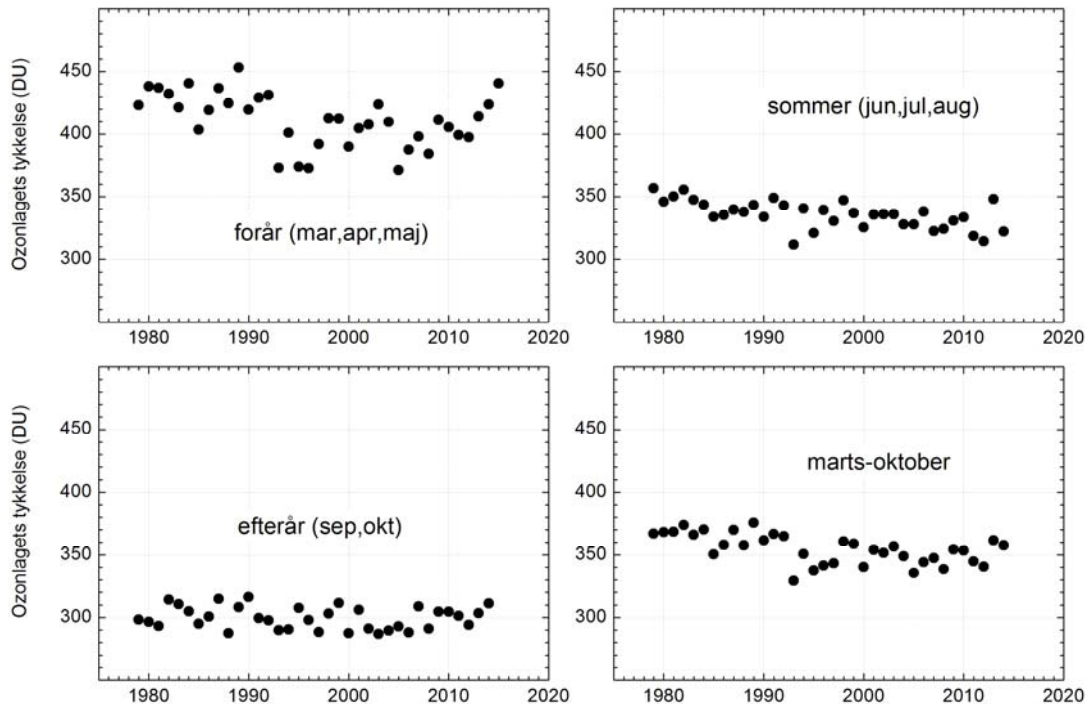 Ozonlagets tykkelse (DU)
450
400
350
300
forår (mar,apr,maj)
1980 1990 2000 2010 2020
450
400
350
300
sommer (jun,jul,aug)
1980 1990 2000 2010 2020
Ozonlagets tykkelse (DU)
450
400
350
300
efterår (sep,okt)
1980 1990 2000 2010 2020
450
400
350
300
marts-oktober
1980 1990 2000 2010 2020